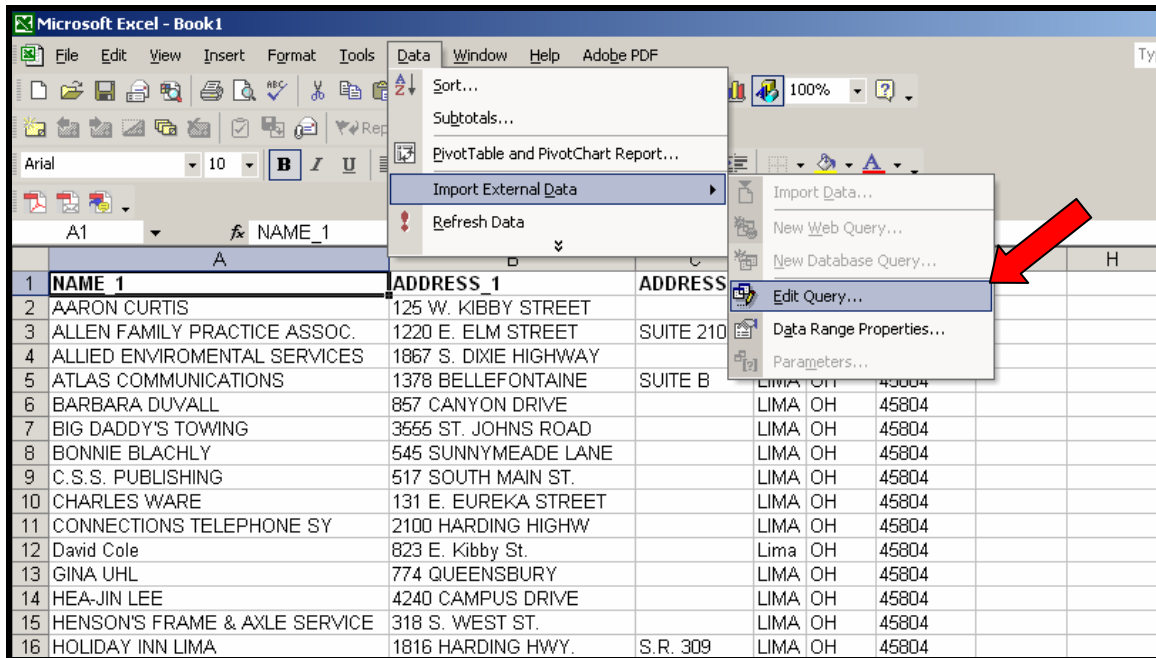 Microsoft Excel - Book1
File Edit View Insert Format Tools Data Window Help Adobe PDF
Sort...
100%
Subtotals...
Arial 10 B I U
PivotTable and PivotChart Report...
Import External Data
Import Data...
Refresh Data
New Web Query...
A1 fx NAME_1
New Database Query...
A H
1 NAME_1 ADDRESS_1 ADDRESS
Edit Query...
2 AARON CURTIS 125 W. KIBBY STREET
3 ALLEN FAMILY PRACTICE ASSOC. 1220 E. ELM STREET SUITE 210
Data Range Properties...
4 ALLIED ENVIROMENTAL SERVICES 1867 S. DIXIE HIGHWAY
Parameters...
5 ATLAS COMMUNICATIONS 1378 BELLEFONTAINE SUITE B LIMA OH 45804
6 BARBARA DUVALL 857 CANYON DRIVE LIMA OH 45804
7 BIG DADDY'S TOWING 3555 ST. JOHNS ROAD LIMA OH 45804
8 BONNIE BLACHLY 545 SUNNYMEADE LANE LIMA OH 45804
9 C.S.S. PUBLISHING 517 SOUTH MAIN ST. LIMA OH 45804
10 CHARLES WARE 131 E. EUREKA STREET LIMA OH 45804
11 CONNECTIONS TELEPHONE SY 2100 HARDING HIGHW LIMA OH 45804
12 David Cole 823 E. Kibby St. Lima OH 45804
13 GINA UHL 774 QUEENSBURY LIMA OH 45804
14 HEA-JIN LEE 4240 CAMPUS DRIVE LIMA OH 45804
15 HENSON'S FRAME & AXLE SERVICE 318 S. WEST ST. LIMA OH 45804
16 HOLIDAY INN LIMA 1816 HARDING HWY. S.R. 309 LIMA OH 45804